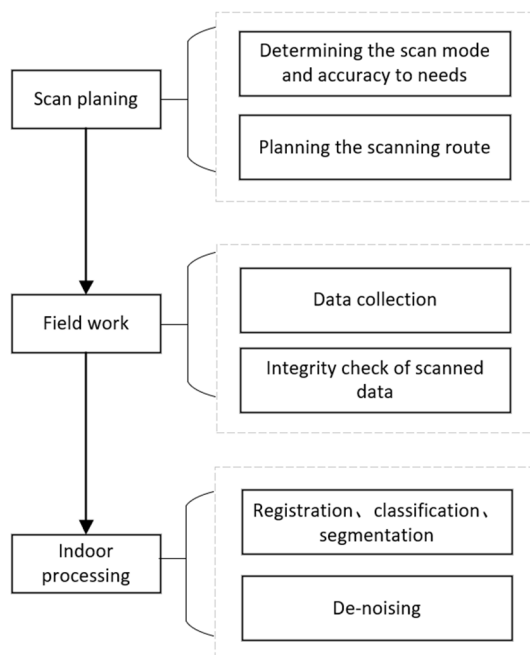 Determining the scan mode
and accuracy to needs
Scan planing
Planning the scanning route
Data collection
Field work
Integrity check of scanned
data
Registration、classification、
segmentation
Indoor
processing
De-noising